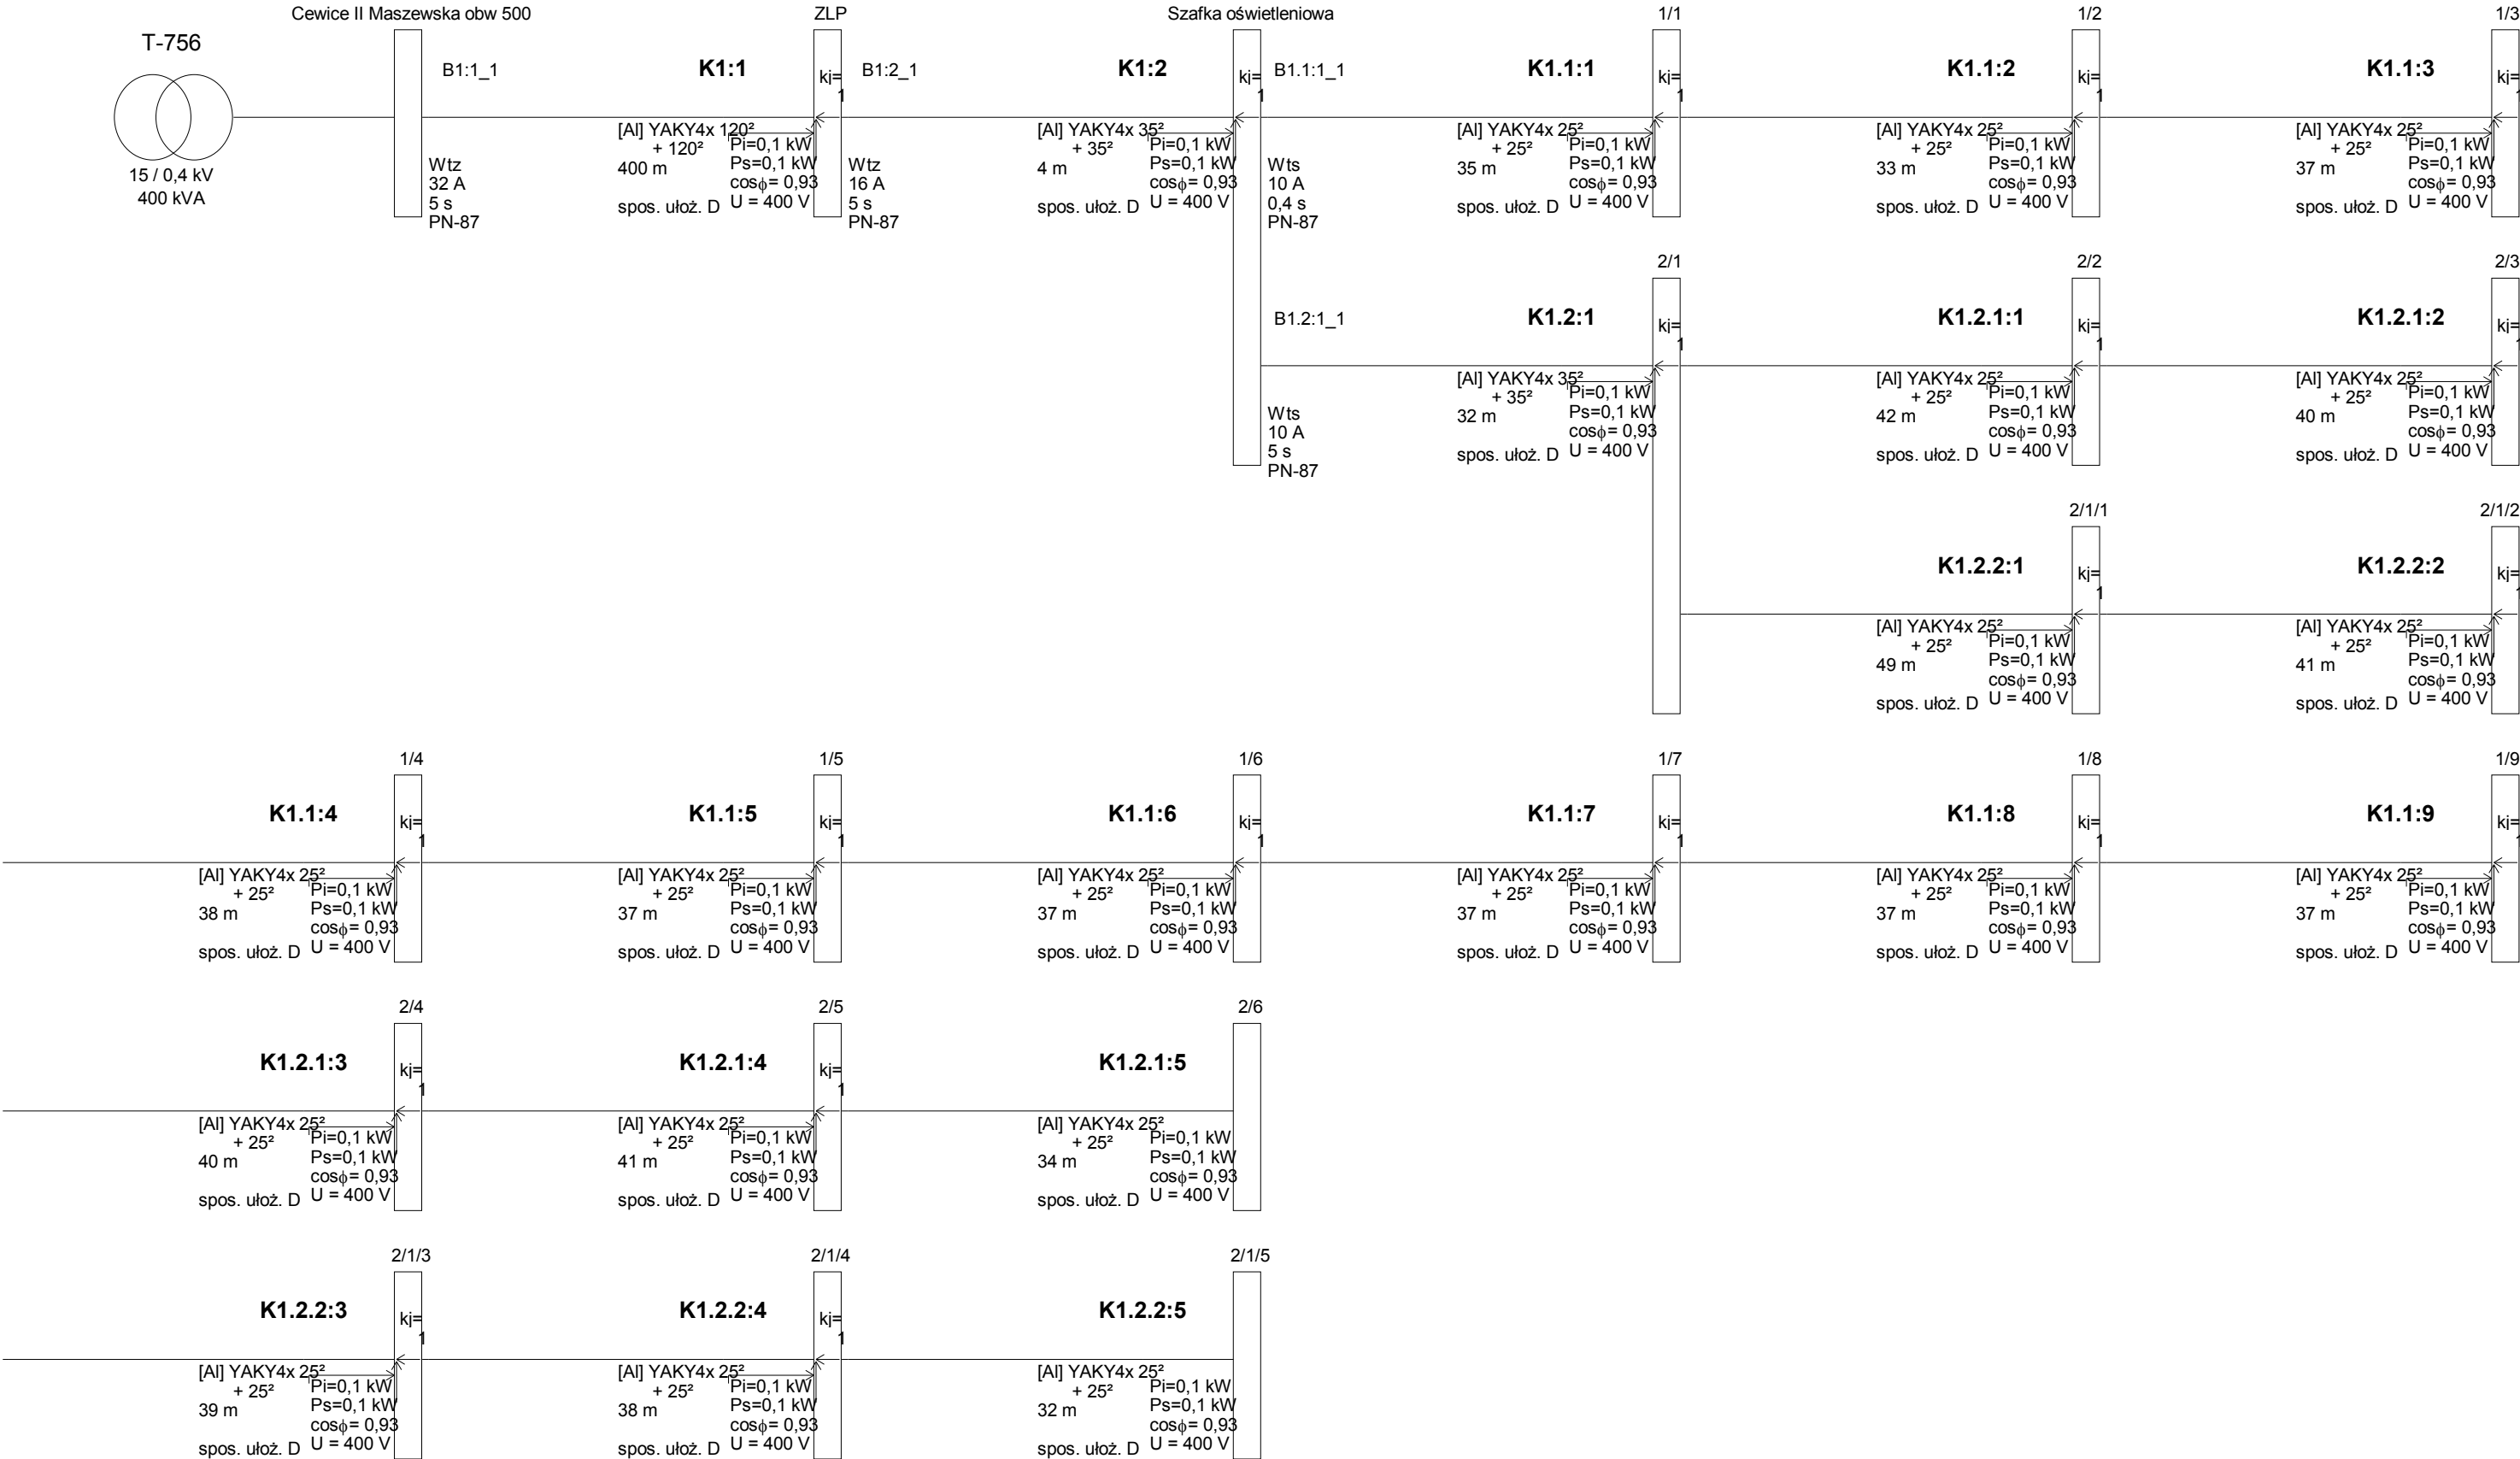 Cewice II Maszewska obw 500
ZLP
Szafka oświetleniowa
1/1
1/2
1/3
T-756
15 / 0,4 kV
400 kVA
B1:1_1
Wtz
32 A
5 s
PN-87
K1:1
kj=
1
[Al] YAKY4x 120²
+ 120²
400 m
spos. ułoż. D
Pi=0,1 kW
Ps=0,1 kW
cosϕ= 0,93
U = 400 V
B1:2_1
Wtz
16 A
5 s
PN-87
K1:2
kj=
1
[Al] YAKY4x 35²
+ 35²
4 m
spos. ułoż. D
Pi=0,1 kW
Ps=0,1 kW
cosϕ= 0,93
U = 400 V
B1.1:1_1
Wts
10 A
0,4 s
PN-87
K1.1:1
kj=
1
[Al] YAKY4x 25²
+ 25²
35 m
spos. ułoż. D
Pi=0,1 kW
Ps=0,1 kW
cosϕ= 0,93
U = 400 V
K1.1:2
kj=
1
[Al] YAKY4x 25²
+ 25²
33 m
spos. ułoż. D
Pi=0,1 kW
Ps=0,1 kW
cosϕ= 0,93
U = 400 V
K1.1:3
kj=
[Al] YAKY4x 25²
+ 25²
37 m
spos. ułoż. D
Pi=0,1 kW
Ps=0,1 kW
cosϕ= 0,93
U = 400 V
2/1
2/2
2/3
B1.2:1_1
Wts
10 A
5 s
PN-87
K1.2:1
kj=
1
[Al] YAKY4x 35²
+ 35²
32 m
spos. ułoż. D
Pi=0,1 kW
Ps=0,1 kW
cosϕ= 0,93
U = 400 V
K1.2.1:1
kj=
1
[Al] YAKY4x 25²
+ 25²
42 m
spos. ułoż. D
Pi=0,1 kW
Ps=0,1 kW
cosϕ= 0,93
U = 400 V
K1.2.1:2
kj=
[Al] YAKY4x 25²
+ 25²
40 m
spos. ułoż. D
Pi=0,1 kW
Ps=0,1 kW
cosϕ= 0,93
U = 400 V
2/1/1
2/1/2
K1.2.2:1
kj=
1
[Al] YAKY4x 25²
+ 25²
49 m
spos. ułoż. D
Pi=0,1 kW
Ps=0,1 kW
cosϕ= 0,93
U = 400 V
K1.2.2:2
kj=
[Al] YAKY4x 25²
+ 25²
41 m
spos. ułoż. D
Pi=0,1 kW
Ps=0,1 kW
cosϕ= 0,93
U = 400 V
1/4
1/5
1/6
1/7
1/8
1/9
K1.1:4
kj=
1
[Al] YAKY4x 25²
+ 25²
38 m
spos. ułoż. D
Pi=0,1 kW
Ps=0,1 kW
cosϕ= 0,93
U = 400 V
K1.1:5
kj=
1
[Al] YAKY4x 25²
+ 25²
37 m
spos. ułoż. D
Pi=0,1 kW
Ps=0,1 kW
cosϕ= 0,93
U = 400 V
K1.1:6
kj=
1
[Al] YAKY4x 25²
+ 25²
37 m
spos. ułoż. D
Pi=0,1 kW
Ps=0,1 kW
cosϕ= 0,93
U = 400 V
K1.1:7
kj=
1
[Al] YAKY4x 25²
+ 25²
37 m
spos. ułoż. D
Pi=0,1 kW
Ps=0,1 kW
cosϕ= 0,93
U = 400 V
K1.1:8
kj=
1
[Al] YAKY4x 25²
+ 25²
37 m
spos. ułoż. D
Pi=0,1 kW
Ps=0,1 kW
cosϕ= 0,93
U = 400 V
K1.1:9
kj=
[Al] YAKY4x 25²
+ 25²
37 m
spos. ułoż. D
Pi=0,1 kW
Ps=0,1 kW
cosϕ= 0,93
U = 400 V
2/4
2/5
2/6
K1.2.1:3
kj=
1
[Al] YAKY4x 25²
+ 25²
40 m
spos. ułoż. D
Pi=0,1 kW
Ps=0,1 kW
cosϕ= 0,93
U = 400 V
K1.2.1:4
kj=
1
[Al] YAKY4x 25²
+ 25²
41 m
spos. ułoż. D
Pi=0,1 kW
Ps=0,1 kW
cosϕ= 0,93
U = 400 V
K1.2.1:5
[Al] YAKY4x 25²
+ 25²
34 m
spos. ułoż. D
Pi=0,1 kW
Ps=0,1 kW
cosϕ= 0,93
U = 400 V
2/1/3
2/1/4
2/1/5
K1.2.2:3
kj=
1
[Al] YAKY4x 25²
+ 25²
39 m
spos. ułoż. D
Pi=0,1 kW
Ps=0,1 kW
cosϕ= 0,93
U = 400 V
K1.2.2:4
kj=
1
[Al] YAKY4x 25²
+ 25²
38 m
spos. ułoż. D
Pi=0,1 kW
Ps=0,1 kW
cosϕ= 0,93
U = 400 V
K1.2.2:5
[Al] YAKY4x 25²
+ 25²
32 m
spos. ułoż. D
Pi=0,1 kW
Ps=0,1 kW
cosϕ= 0,93
U = 400 V